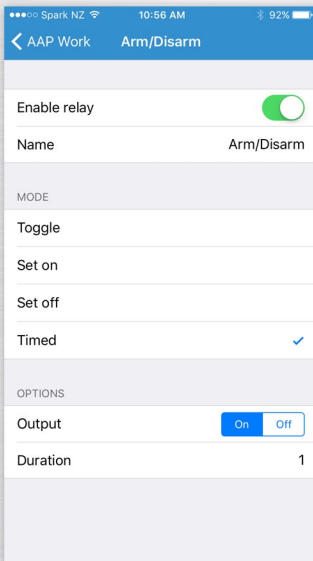 Spark NZ 10:56 AM 92%
AAP Work Arm/Disarm
Enable relay
Name Arm/Disarm
MODE
Toggle
Set on
Set off
Timed
OPTIONS
Output On Off
Duration 1